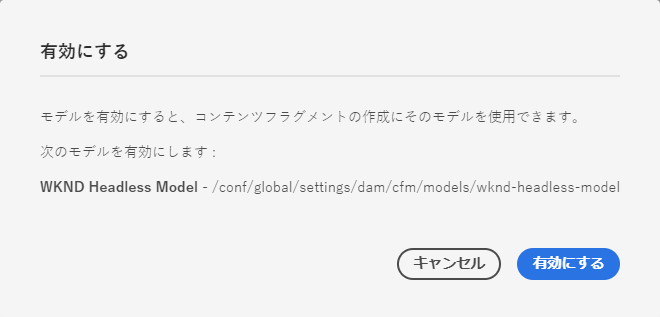 有効にする
モデルを有効にすると、コンテンツフラグメントの作成にそのモデルを使用できます。
次のモデルを有効にします :
WKND Headless Model - /conf/global/settings/dam/cfm/models/wknd-headless-model
キャンセル 有効にする